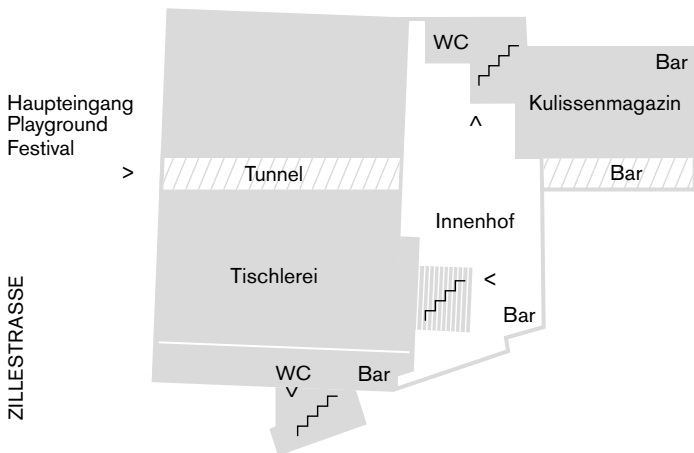 WC
Bar
Kulissenmagazin
Haupteingang
Playground
Festival
>
^
Tunnel
Bar
Innenhof
Tischlerei
<
Bar
ZILLESTRASSE
WC
Bar
v